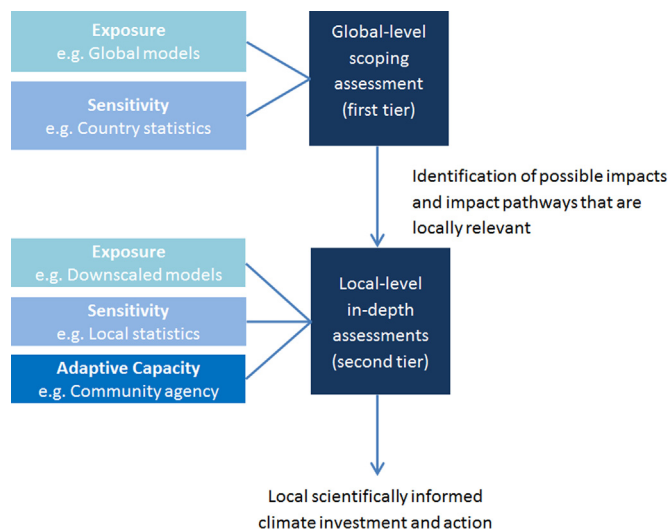 Exposure
e.g. Global models
Sensitivity
e.g. Country statistics
Global-level
scoping
assessment
(first tier)
Identification of possible impacts
and impact pathways that are
locally relevant
Exposure
e.g. Downscaled models
Sensitivity
e.g. Local statistics
Adaptive Capacity
e.g. Community agency
Local-level
in-depth
assessments
(second tier)
Local scientifically informed
climate investment and action